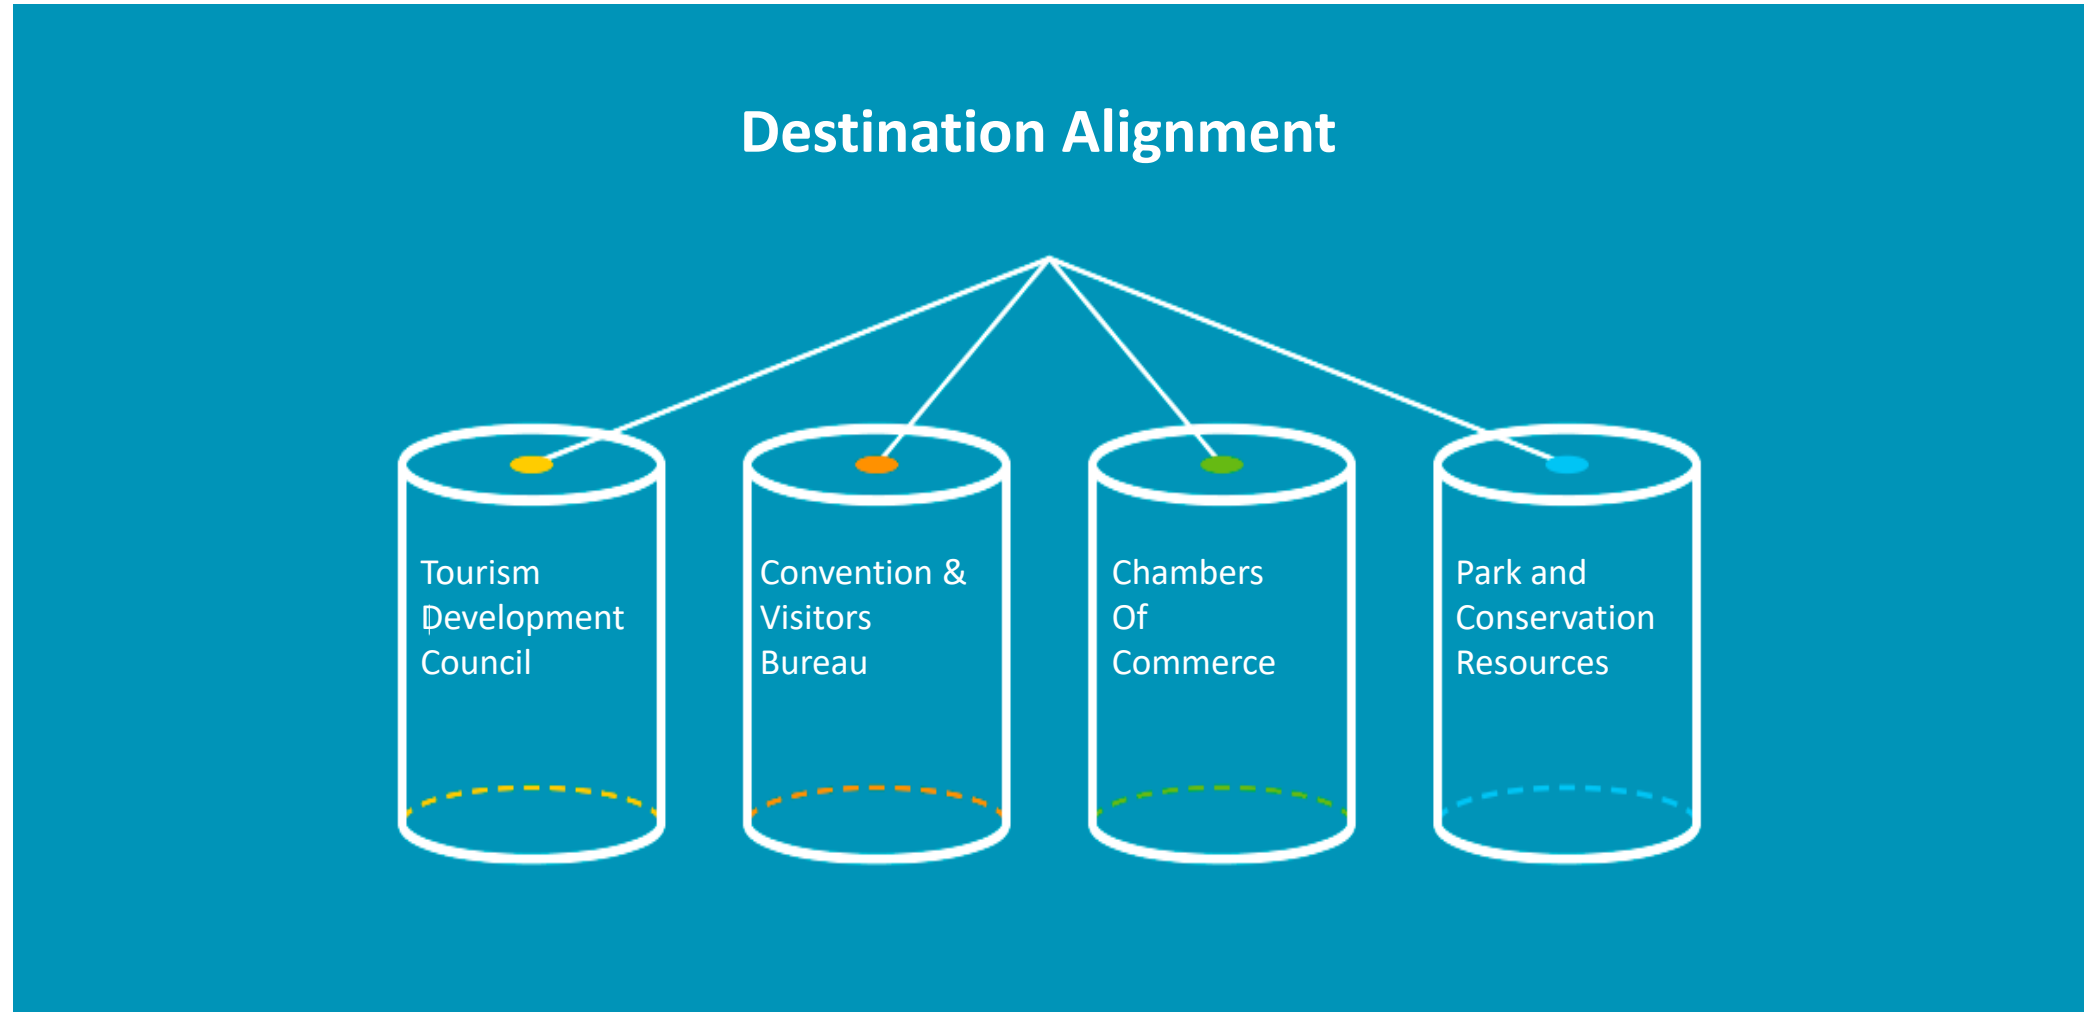 Destination Alignment
Tourism
Development
Council
Convention &
Visitors
Bureau
Chambers
Of
Commerce
Park and
Conservation
Resources